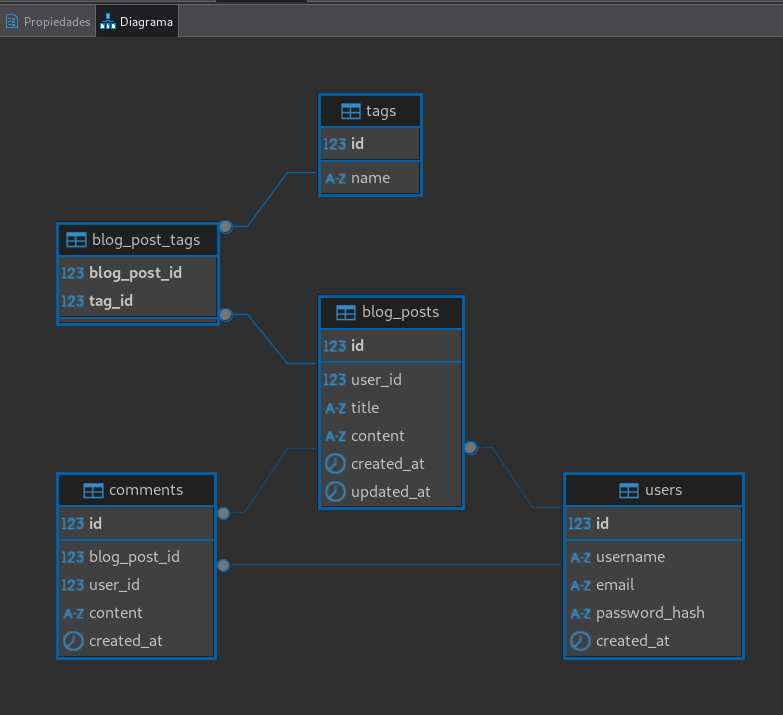 Propiedades
Diagrama
tags
123 id
A-Z name
blog_post_tags
123 blog_post_id
123 tag_id
blog_posts
123 id
123 user_id
A-Z title
A-Z content
created_at
updated_at
comments
123 id
123 blog_post_id
123 user_id
A-Z content
created_at
users
123 id
A-Z username
A-Z email
A-Z password_hash
created_at